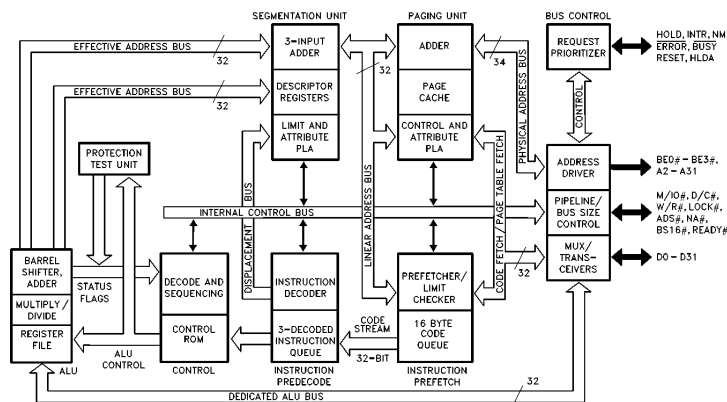 SEGMENTATION UNIT
PAGING UNIT
BUS CONTROL
EFFECTIVE ADDRESS BUS
32
3-INPUT
ADDER
ADDER
34
REQUEST
PRIORITIZER
HOLD, INTR, NM
ERROR, BUSY
RESET, HLDA
EFFECTIVE ADDRESS BUS
32
DESCRIPTOR
REGISTERS
32
PAGE
CACHE
PHYSICAL ADDRESS BUS
CONTROL
PROTECTION
TEST UNIT
LIMIT AND
ATTRIBUTE
PLA
CONTROL AND
ATTRIBUTE
PLA
ADDRESS
DRIVER
BE0#-BE3#,
A2-A31
INTERNAL CONTROL BUS
DISPLACEMENT BUS
LINEAR ADDRESS BUS
CODE FETCH/PAGE TABLE FETCH
PIPELINE/
BUS SIZE
CONTROL
M/IO#, D/C#,
W/R#, LOCK#,
ADS#, NA#,
BS16#, READY#
BARREL
SHIFTER,
ADDER
STATUS
FLAGS
DECODE AND
SEQUENCING
INSTRUCTION
DECODER
PREFETCHER/
LIMIT
CHECKER
32
MUX/
TRANS-
CEIVERS
D0-D31
MULTIPLY/
DIVIDE
REGISTER
FILE
CONTROL
ROM
3-DECODED
INSTRUCTION
QUEUE
CODE
STREAM
32-BIT
16 BYTE
CODE
QUEUE
ALU
ALU
CONTROL
CONTROL
INSTRUCTION
PREDECODE
INSTRUCTION
PREFETCH
32
DEDICATED ALU BUS